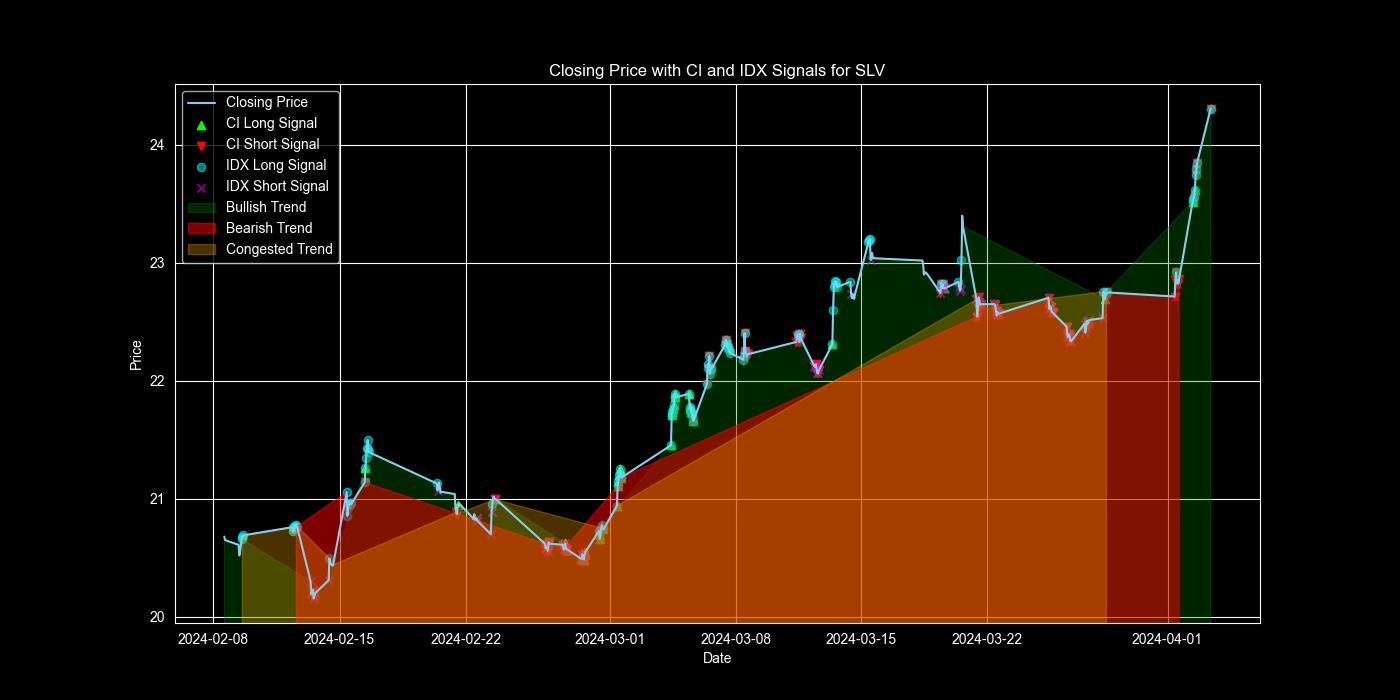 Closing Price with CI and IDX Signals for SLV
Closing Price
CI Long Signal
CI Short Signal
IDX Long Signal
IDX Short Signal
Bullish Trend
Bearish Trend
Congested Trend
24
23
22
21
20
Price
2024-02-08 2024-02-15 2024-02-22 2024-03-01 2024-03-08 2024-03-15 2024-03-22 2024-04-01
Date